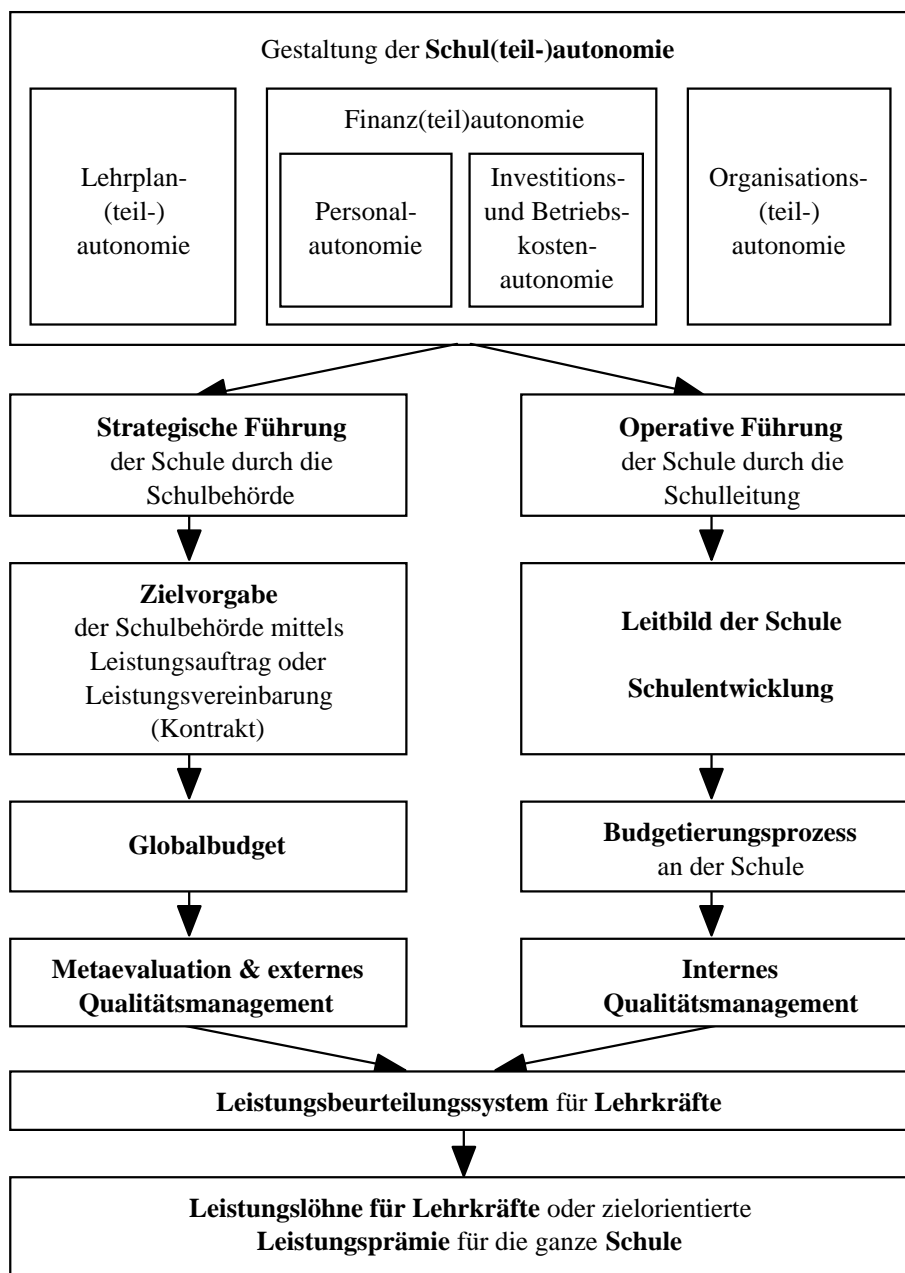 Gestaltung der Schul(teil-)autonomie
Lehrplan-
(teil-)
autonomie
Finanz(teil)autonomie
Personal-
autonomie
Investitions-
und Betriebs-
kosten-
autonomie
Organisations-
(teil-)
autonomie
Strategische Führung
der Schule durch die
Schulbehörde
Operative Führung
der Schule durch die
Schulleitung
Zielvorgabe
der Schulbehörde mittels
Leistungsauftrag oder
Leistungsvereinbarung
(Kontrakt)
Leitbild der Schule
Schulentwicklung
Globalbudget
Budgetierungsprozess
an der Schule
Metaevaluation & externes
Qualitätsmanagement
Internes
Qualitätsmanagement
Leistungsbeurteilungssystem für Lehrkräfte
Leistungslöhne für Lehrkräfte oder zielorientierte
Leistungsprämie für die ganze Schule